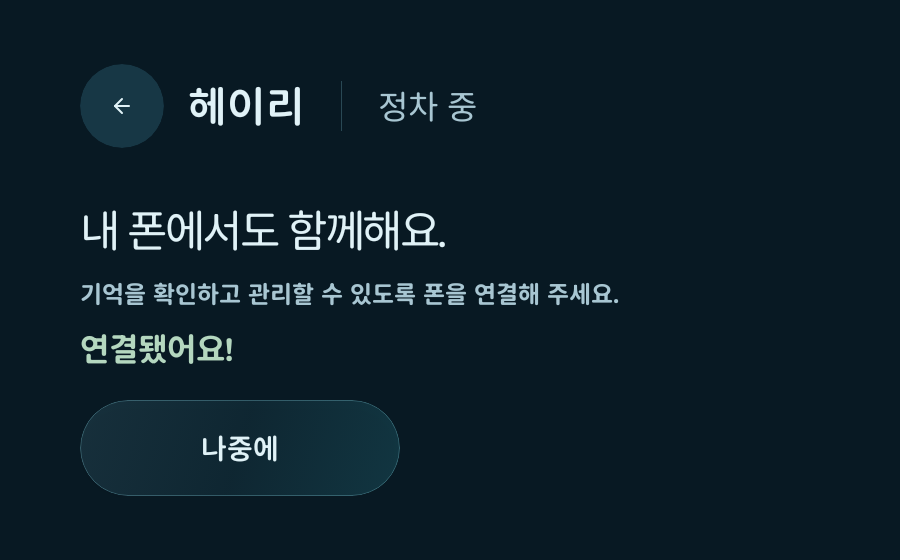 헤이리 정차 중
내 폰에서도 함께해요.
기억을 확인하고 관리할 수 있도록 폰을 연결해 주세요.
연결됐어요!
나중에